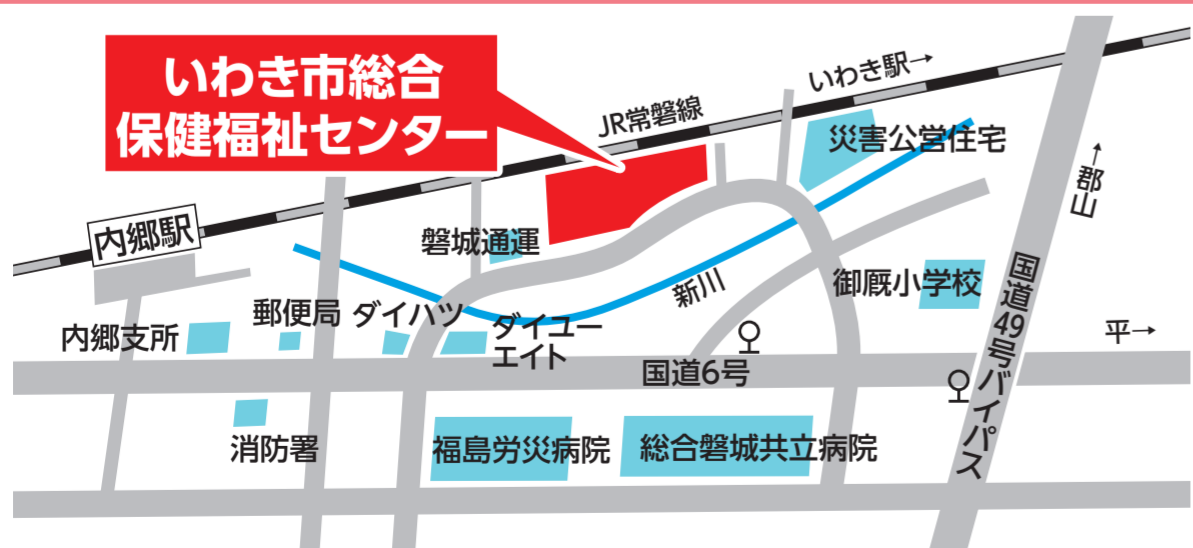 いわき市総合
保健福祉センター
いわき駅→
JR常磐線
災害公営住宅
→郡山
内郷駅
磐城通運
新川
御厩小学校
国道49号バイパス
郵便局
ダイハツ
ダイユー
エイト
内郷支所
国道6号
平→
消防署
福島労災病院
総合磐城共立病院